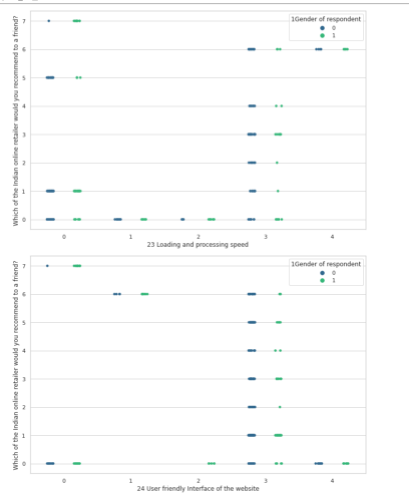 Which of the Indian online retailer would you recommend to a friend?
7
6
5
4
3
2
1
0
1Gender of respondent
0
1
0 1 2 3 4
23 Loading and processing speed
Which of the Indian online retailer would you recommend to a friend?
7
6
5
4
3
2
1
0
1Gender of respondent
0
1
0 1 2 3 4
24 User friendly Interface of the website